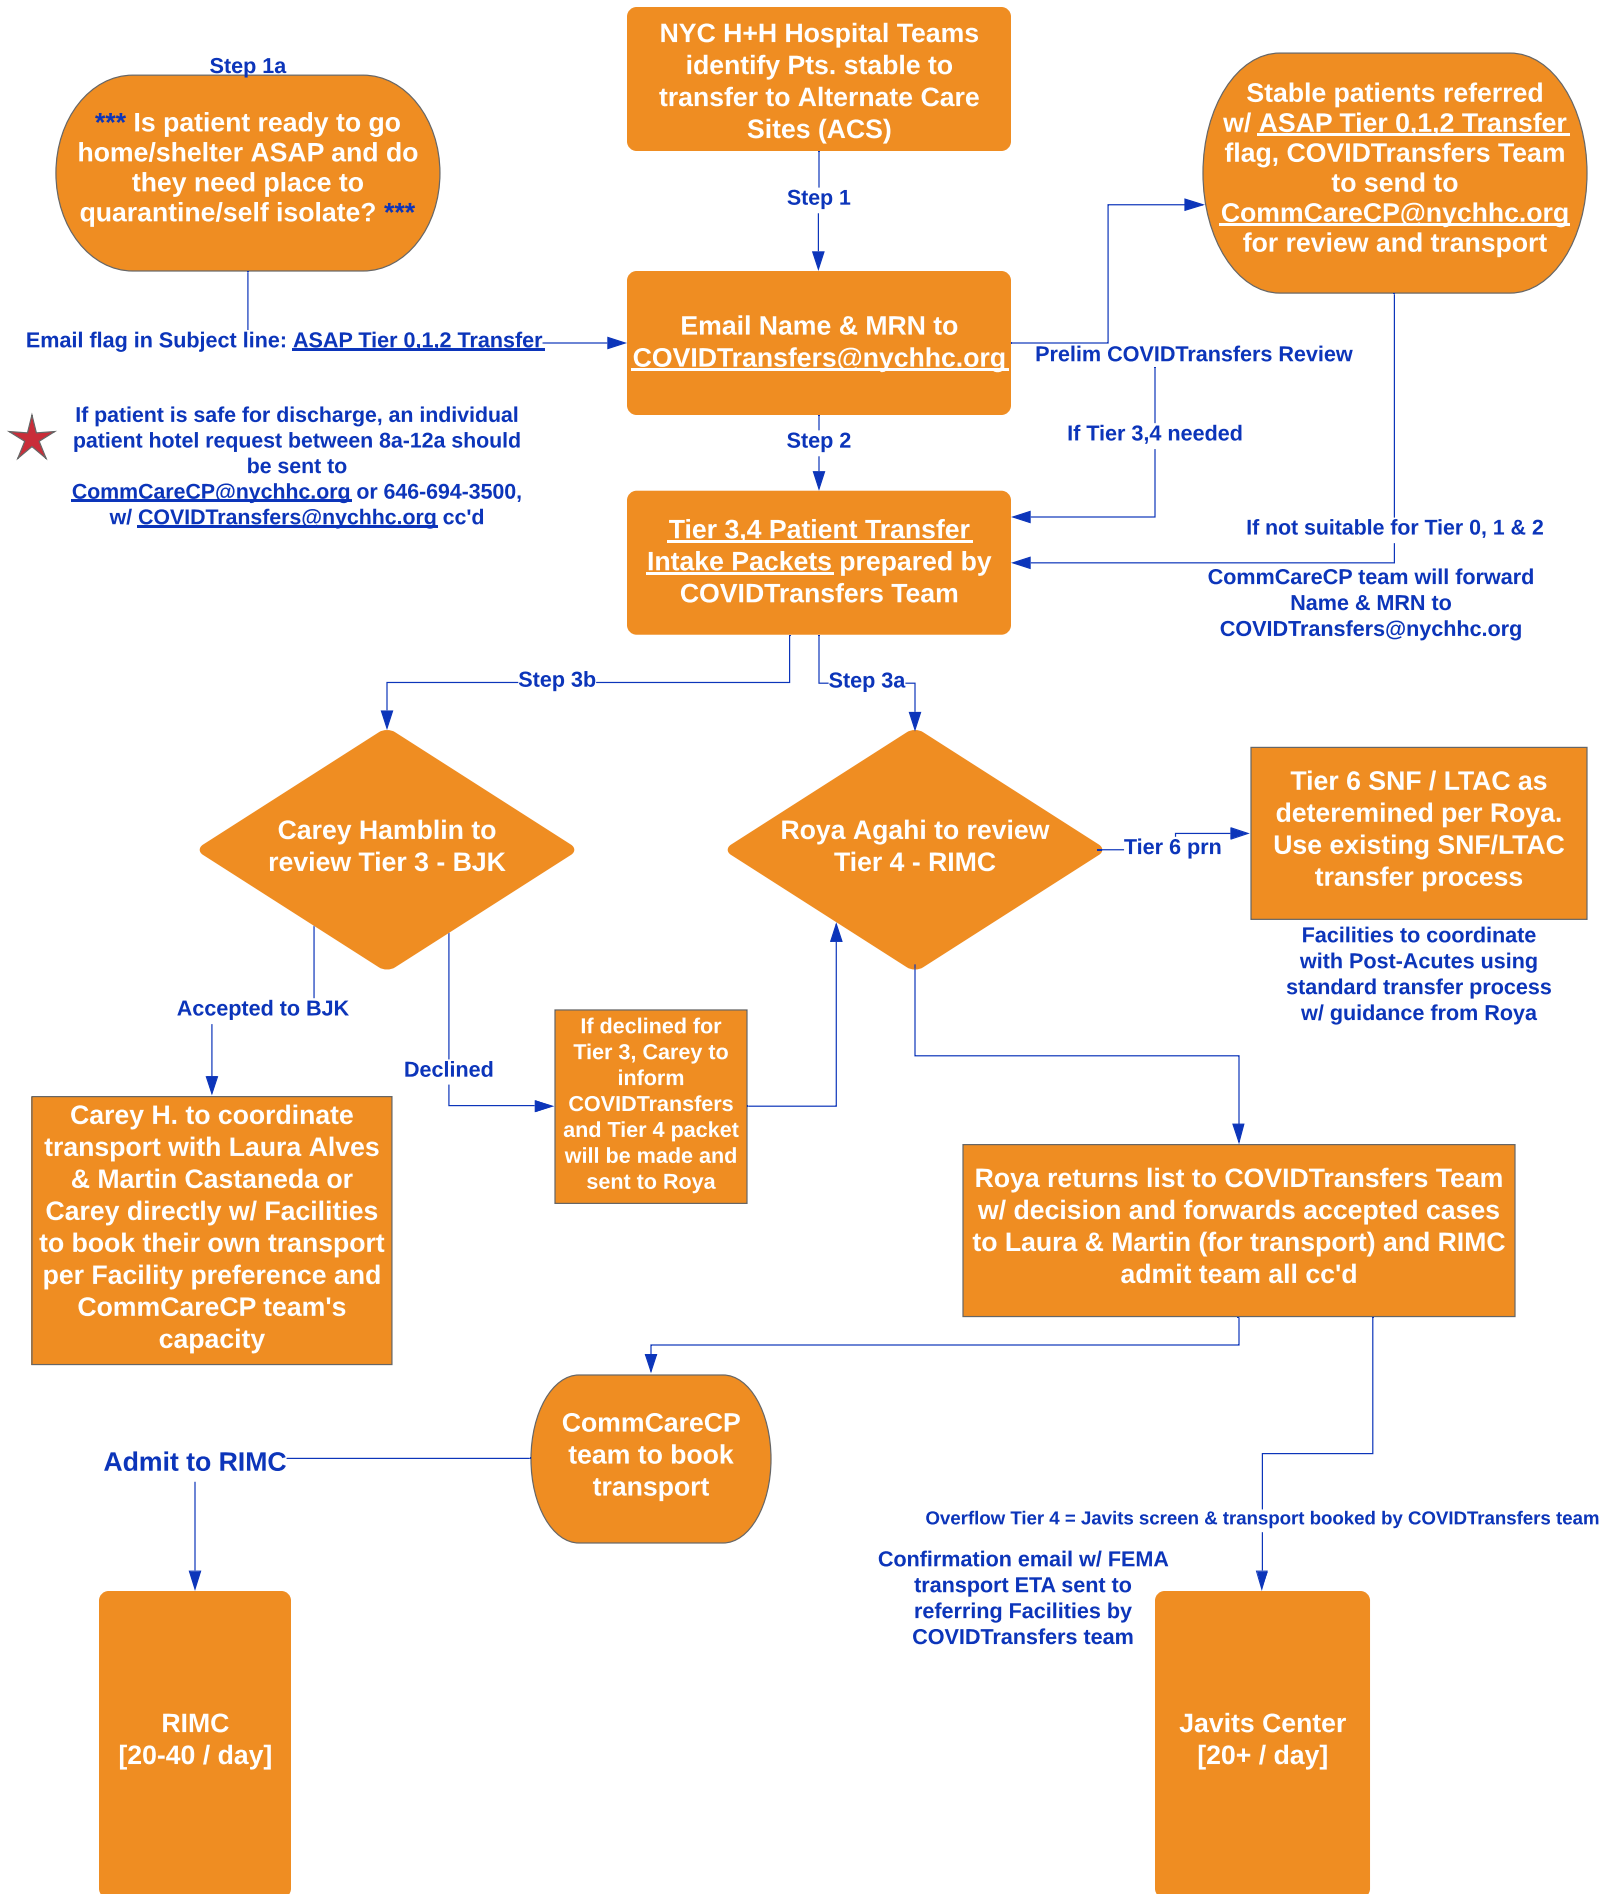 NYC H+H Hospital Teams
identify Pts. stable to
transfer to Alternate Care
Sites (ACS)
Step 1a
*** Is patient ready to go
home/shelter ASAP and do
they need place to
quarantine/self isolate? ***
Stable patients referred
w/ ASAP Tier 0,1,2 Transfer
flag, COVIDTransfers Team
to send to
CommCareCP@nychhc.org
for review and transport
Step 1
Email flag in Subject line: ASAP Tier 0,1,2 Transfer
Email Name & MRN to
COVIDTransfers@nychhc.org
Prelim COVIDTransfers Review
If patient is safe for discharge, an individual
patient hotel request between 8a-12a should
be sent to
CommCareCP@nychhc.org or 646-694-3500,
w/ COVIDTransfers@nychhc.org cc'd
Step 2
If Tier 3,4 needed
Tier 3,4 Patient Transfer
Intake Packets prepared by
COVIDTransfers Team
If not suitable for Tier 0, 1 & 2
CommCareCP team will forward
Name & MRN to
COVIDTransfers@nychhc.org
Step 3b
Step 3a
Carey Hamblin to
review Tier 3 - BJK
Roya Agahi to review
Tier 4 - RIMC
Tier 6 prn
Tier 6 SNF / LTAC as
deteremined per Roya.
Use existing SNF/LTAC
transfer process
Facilities to coordinate
with Post-Acutes using
standard transfer process
w/ guidance from Roya
Accepted to BJK
Declined
If declined for
Tier 3, Carey to
inform
COVIDTransfers
and Tier 4 packet
will be made and
sent to Roya
Carey H. to coordinate
transport with Laura Alves
& Martin Castaneda or
Carey directly w/ Facilities
to book their own transport
per Facility preference and
CommCareCP team's
capacity
Roya returns list to COVIDTransfers Team
w/ decision and forwards accepted cases
to Laura & Martin (for transport) and RIMC
admit team all cc'd
CommCareCP
team to book
transport
Admit to RIMC
Overflow Tier 4 = Javits screen & transport booked by COVIDTransfers team
Confirmation email w/ FEMA
transport ETA sent to
referring Facilities by
COVIDTransfers team
RIMC
[20-40 / day]
Javits Center
[20+ / day]